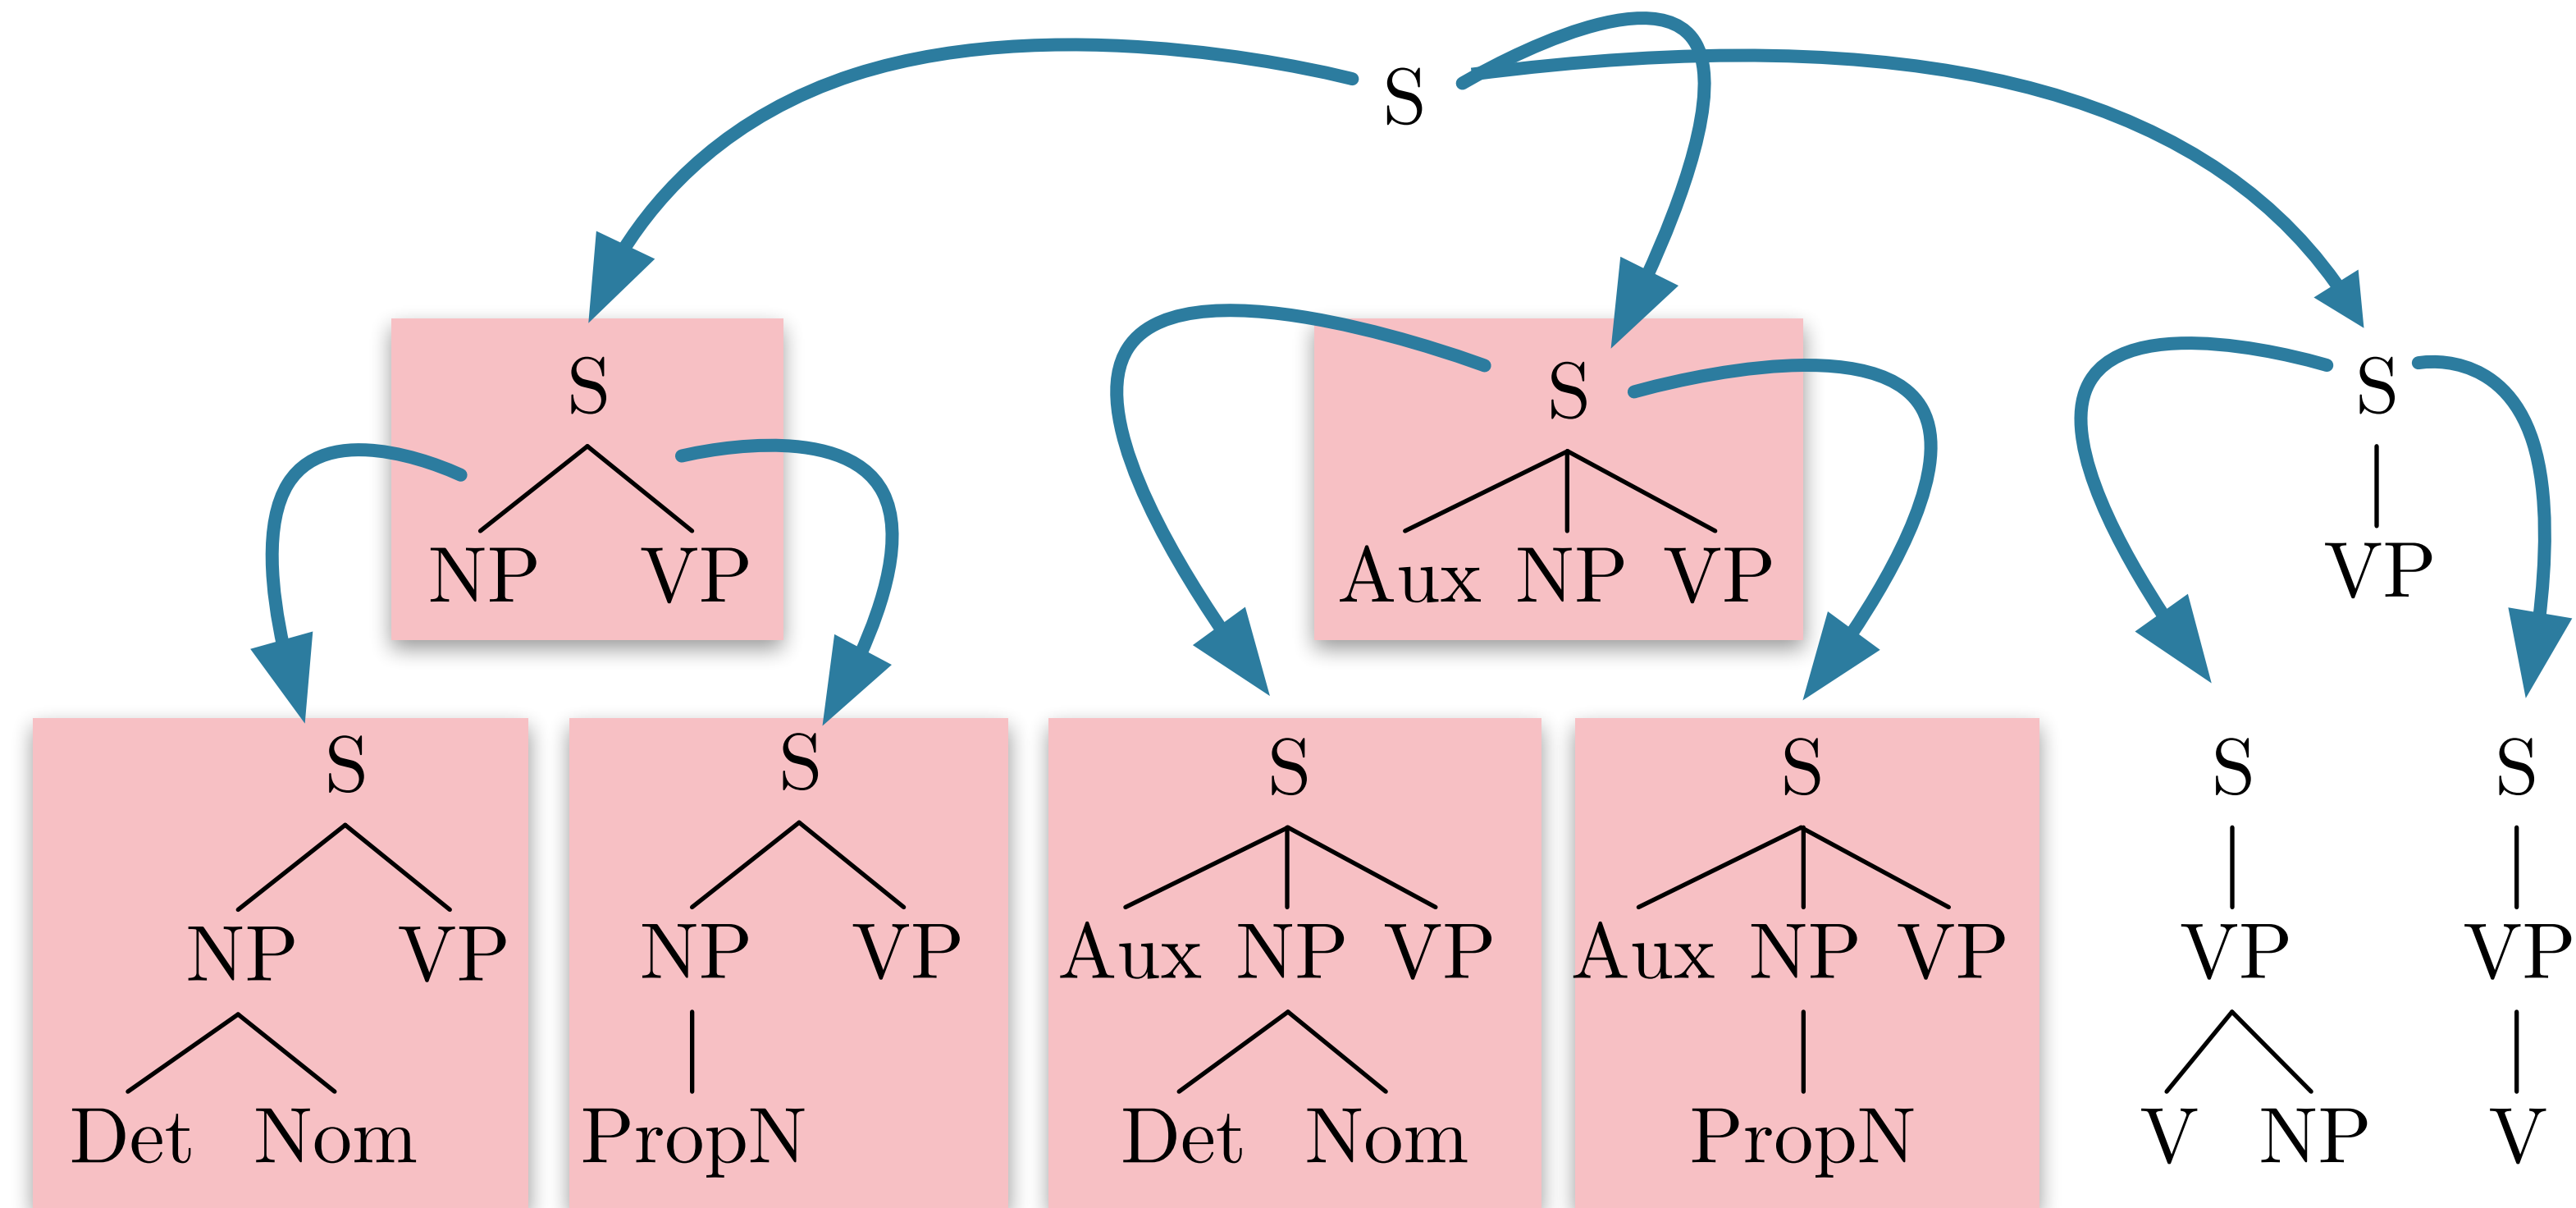 S
S S S
NP VP Aux NP VP VP
S S S S S S
NP VP NP VP Aux NP VP Aux NP VP VP VP
Det Nom PropN Det Nom PropN V NP V